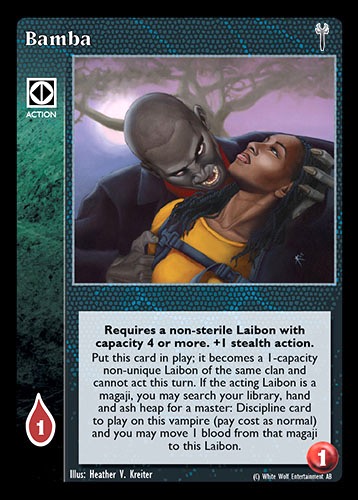 Bamba
ACTION
Requires a non-sterile Laibon with
capacity 4 or more. +1 stealth action.
Put this card in play; it becomes a 1-capacity
non-unique Laibon of the same clan and
cannot act this turn. If the acting Laibon is a
magaji, you may search your library, hand
and ash heap for a master: Discipline card
to play on this vampire (pay cost as normal)
and you may move 1 blood from that magaji
to this Laibon.
1
1
Illus: Heather V. Kreiter
(C) White Wolf Entertainment AB